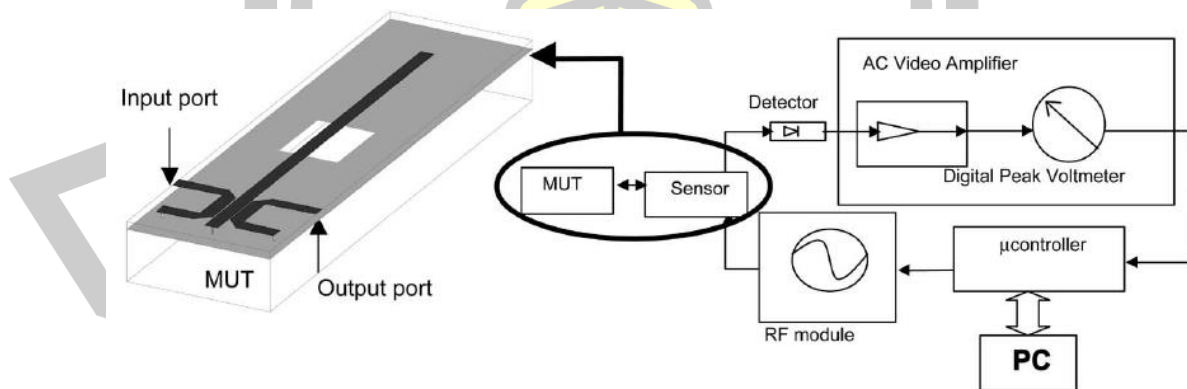 Input port
MUT
Output port
MUT
Sensor
Detector
AC Video Amplifier
Digital Peak Voltmeter
RF module
μcontroller
PC